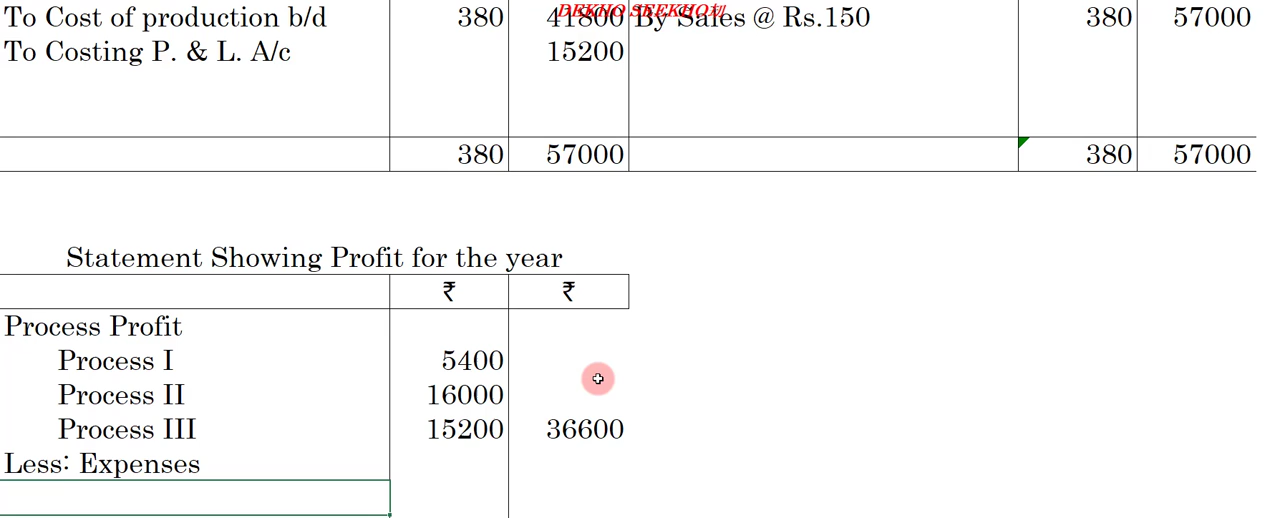 To Cost of production b/d 380 41800 By Sales @ Rs.150 380 57000
DEKHO SEEKHO
To Costing P. & L. A/c 15200
380 57000 380 57000
Statement Showing Profit for the year
₹ ₹
Process Profit
Process I 5400
Process II 16000
Process III 15200 36600
Less: Expenses